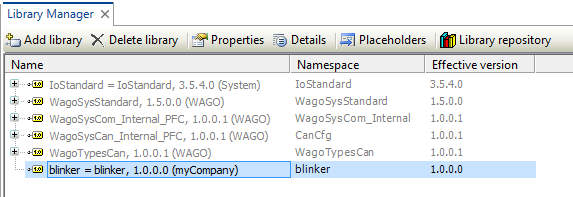 Library Manager
Add library Delete library Properties Details Placeholders Library repository
Name Namespace Effective version
IoStandard = IoStandard, 3.5.4.0 (System) IoStandard 3.5.4.0
WagoSysStandard, 1.5.0.0 (WAGO) WagoSysStandard 1.5.0.0
WagoSysCom_Internal_PFC, 1.0.0.1 (WAGO) WagoSysCom_Internal 1.0.0.1
WagoSysCan_Internal_PFC, 1.0.0.1 (WAGO) CanCfg 1.0.0.1
WagoTypesCan, 1.0.0.1 (WAGO) WagoTypesCan 1.0.0.1
blinker = blinker, 1.0.0.0 (myCompany) blinker 1.0.0.0